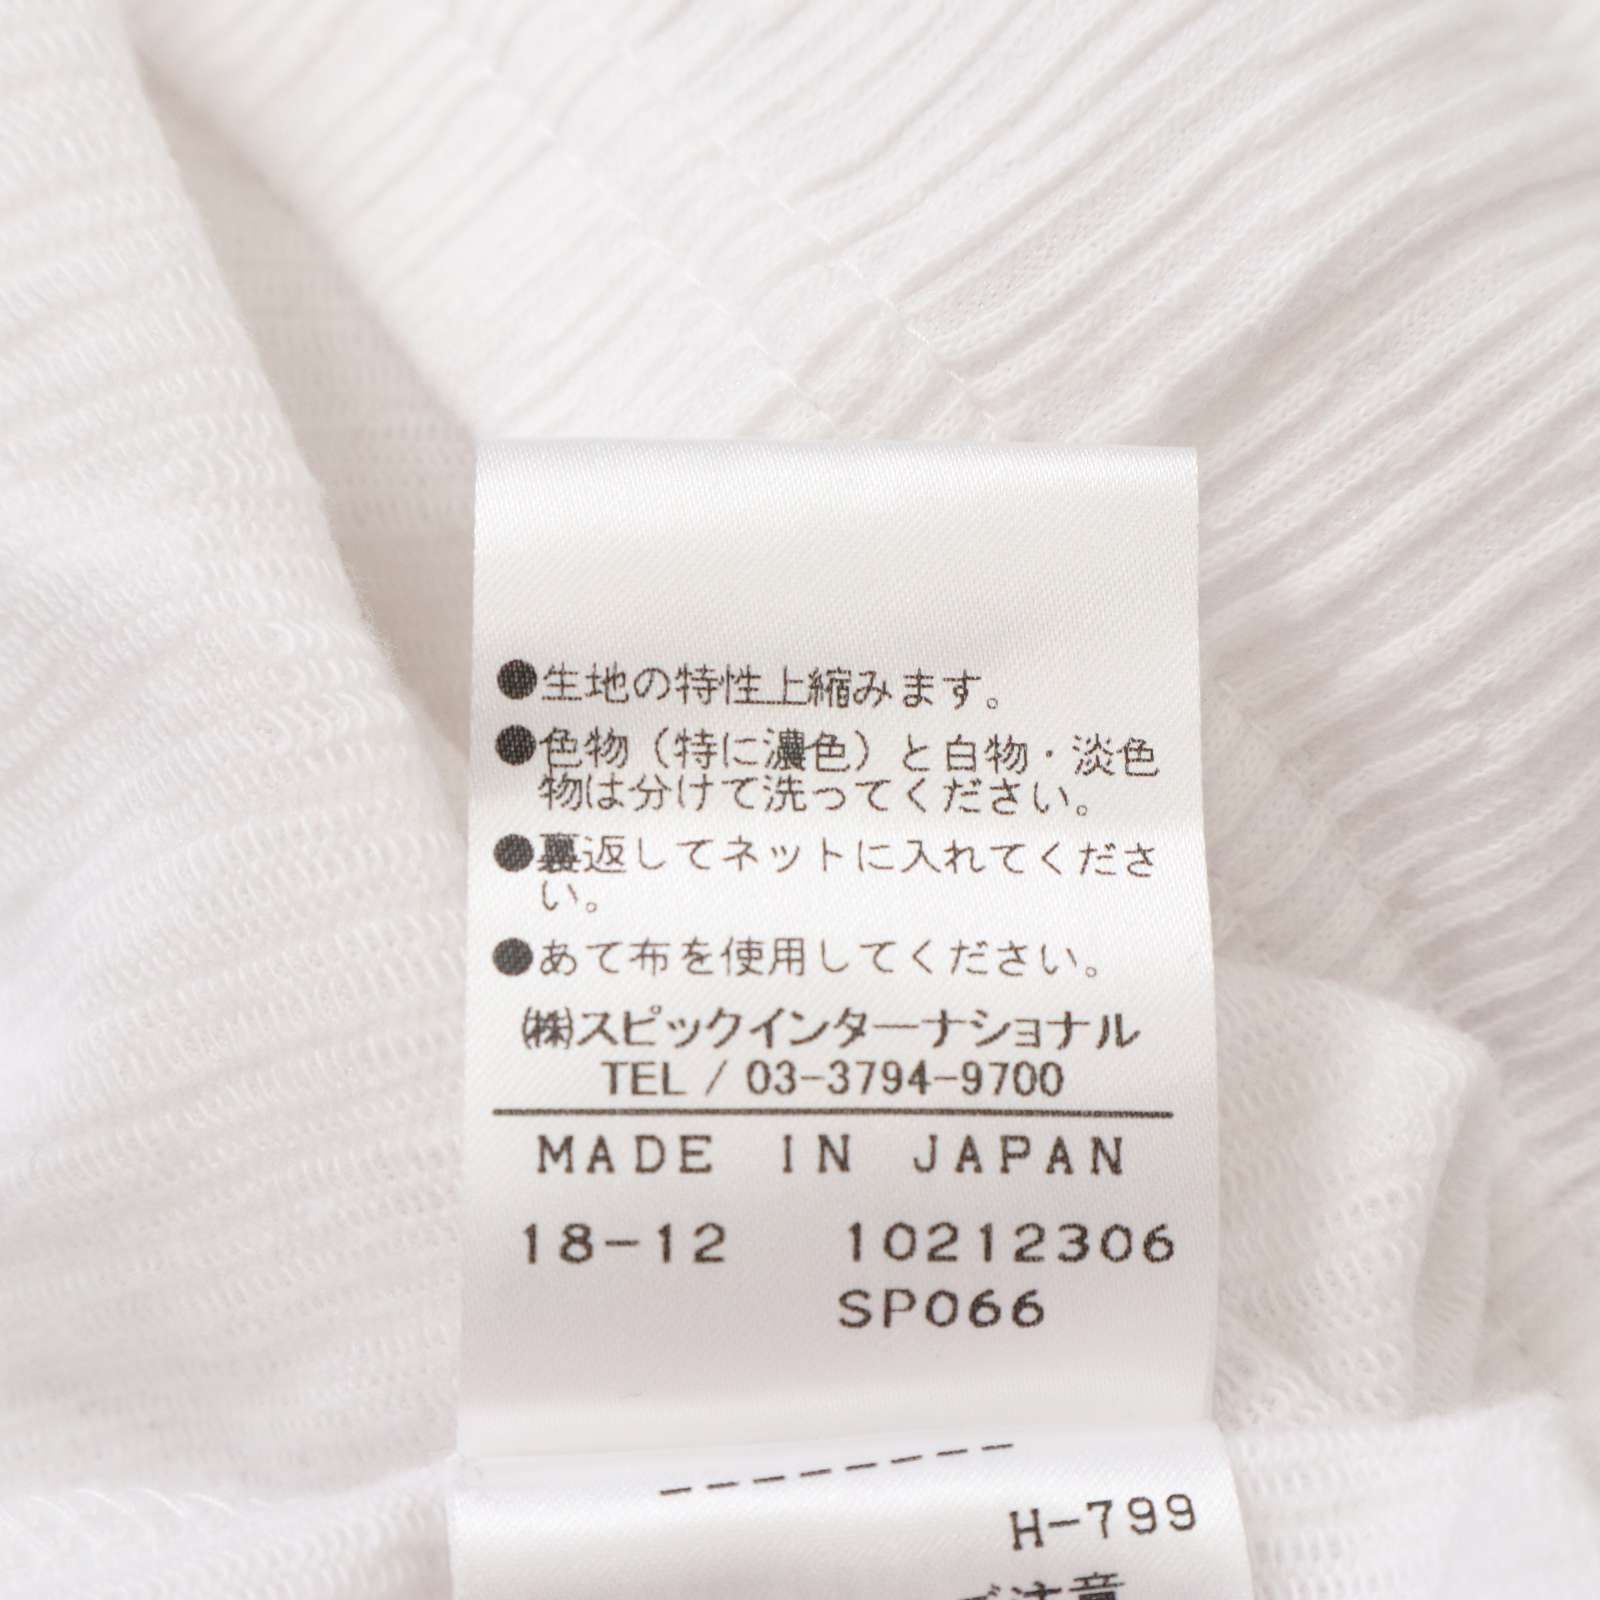 ●生地の特性上縮みます。
●色物（特に濃色）と白物・淡色
物は分けて洗ってください。
●裏返してネットに入れてくださ
い。
●あて布を使用してください。
㈱スピックインターナショナル
TEL / 03-3794-9700
MADE IN JAPAN
18-12 10212306
SP066
H-799
ご注意